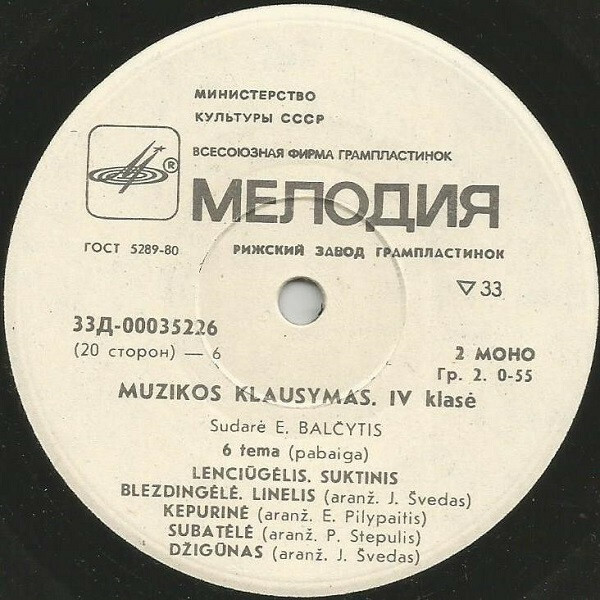 МИНИСТЕРСТВО
КУЛЬТУРЫ СССР
ВСЕСОЮЗНАЯ ФИРМА ГРАМПЛАСТИНОК
®
МЕЛОДИЯ
ГОСТ 5289-80
РИЖСКИЙ ЗАВОД ГРАМПЛАСТИНОК
▽ 33
33Д-00035226
(20 сторон) — 6
2 МОНО
Гр. 2. 0-55
MUZIKOS KLAUSYMAS. IV klasė
Sudarė E. BALČYTIS
6 tema (pabaiga)
LENCIŪGĖLIS. SUKTINIS
BLEZDINGĖLĖ. LINELIS (aranž. J. Švedas)
KEPURINĖ (aranž. E. Pilypaitis)
SUBATĖLĖ (aranž. P. Stepulis)
DŽIGŪNAS (aranž. J. Švedas)